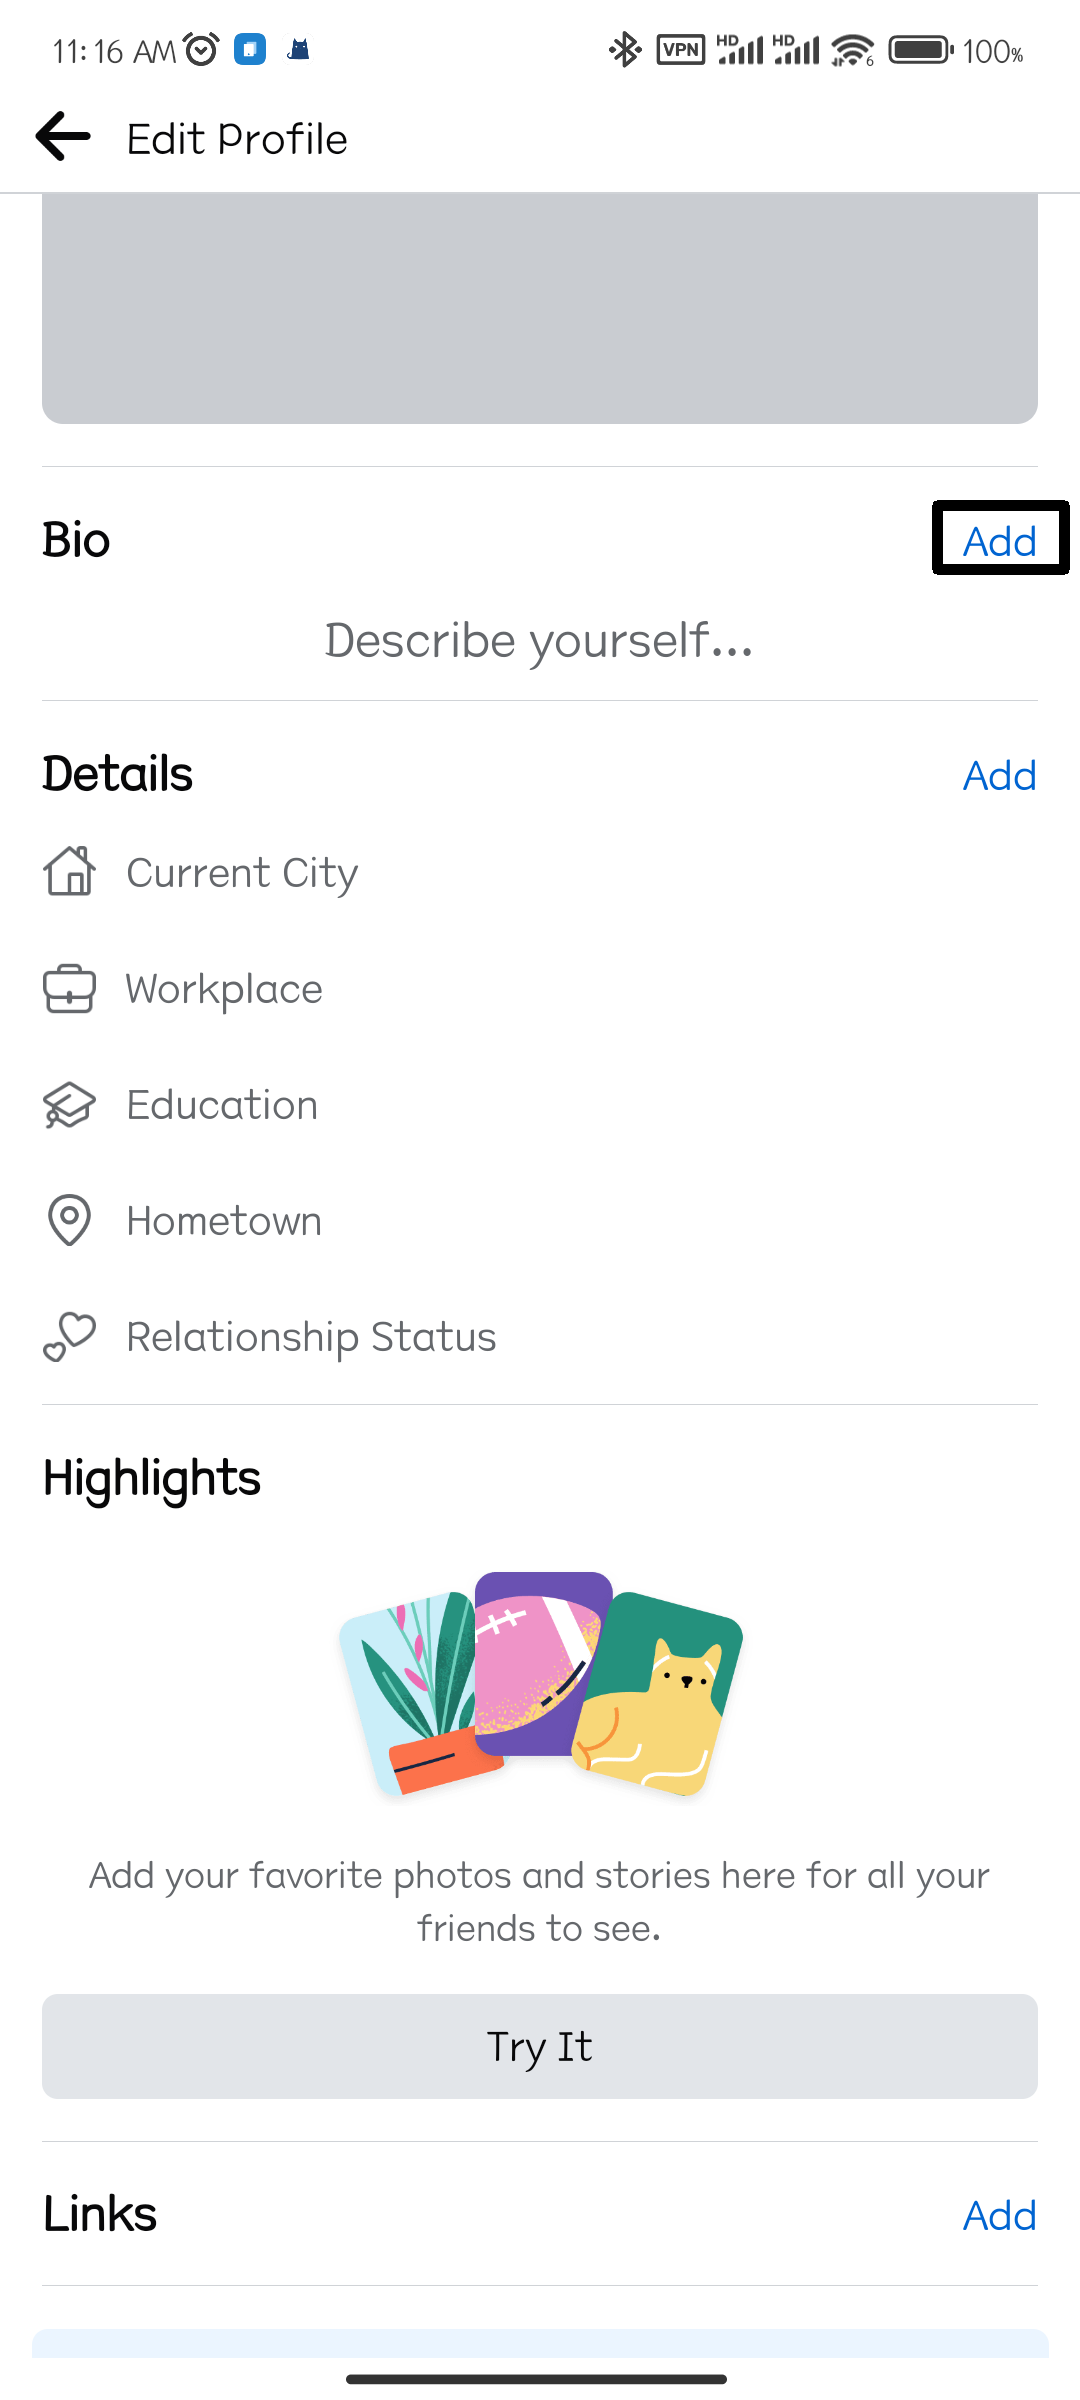 11:16 AM
VPN HD HD 6 100%
Edit Profile
Bio
Add
Describe yourself...
Details
Add
Current City
Workplace
Education
Hometown
Relationship Status
Highlights
Add your favorite photos and stories here for all your
friends to see.
Try It
Links
Add